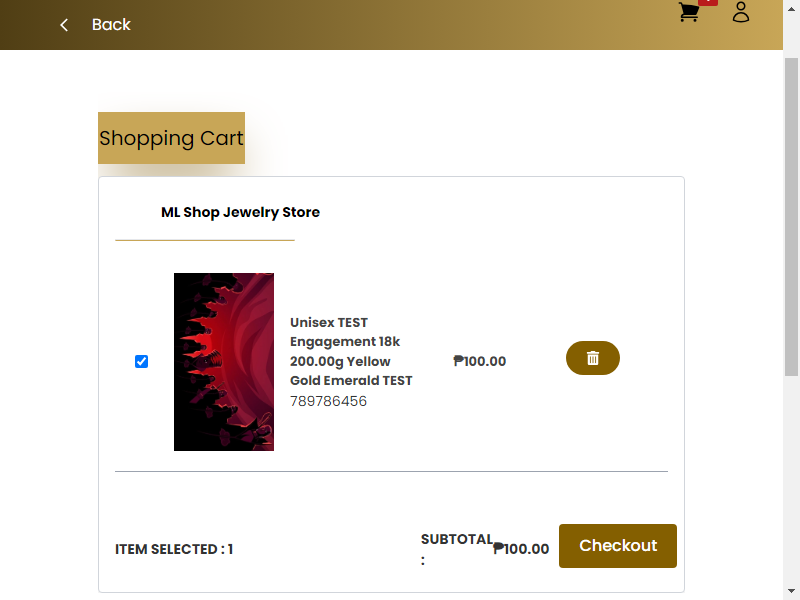 Back
Shopping Cart
ML Shop Jewelry Store
Unisex TEST
Engagement 18k
200.00g Yellow
Gold Emerald TEST
789786456
₱100.00
ITEM SELECTED : 1
SUBTOTAL
:
₱100.00
Checkout